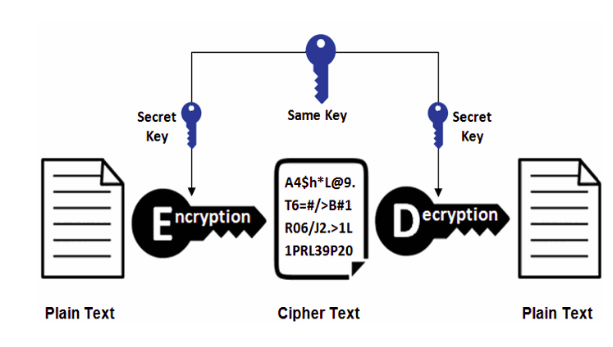 Secret
Key
Same Key
Secret
Key
Encryption
A4$h*L@9.
T6=#/>B#1
R06/J2.>1L
1PRL39P20
Decryption
Plain Text
Cipher Text
Plain Text